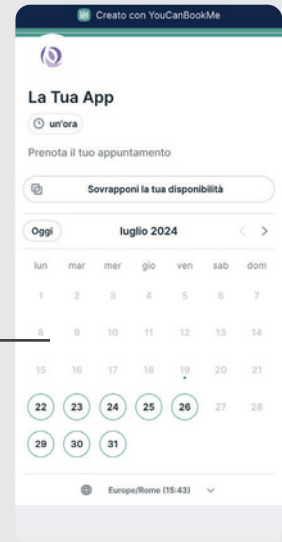 Creato con YouCanBookMe
La Tua App
un'ora
Prenota il tuo appuntamento
Sovrapponi la tua disponibilità
Oggi luglio 2024
lun mar mer gio ven sab dom
1 2 3 4 5 6 7
8 9 10 11 12 13 14
15 16 17 18 19 20 21
22 23 24 25 26 27 28
29 30 31
Europe/Rome (15:43)